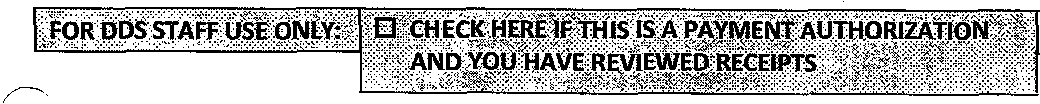 FOR DDS STAFF USE ONLY: ☐ CHECK HERE IF THIS IS A PAYMENT AUTHORIZATION
AND YOU HAVE REVIEWED RECEIPTS